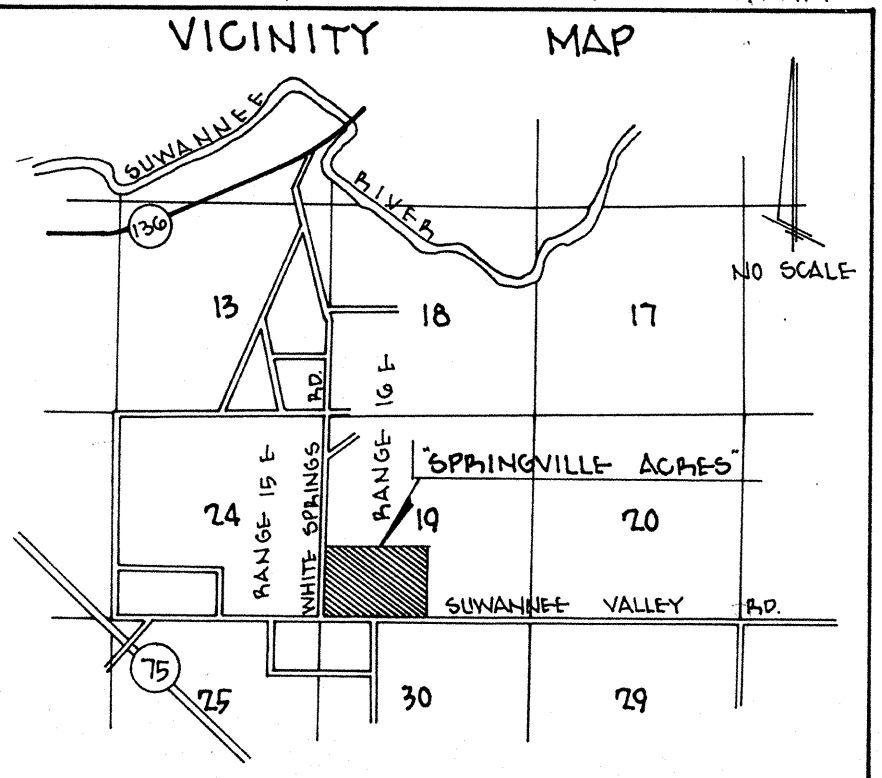 VICINITY MAP
SUWANNEE
RIVER
136
NO SCALE
13
18
17
RD.
RANGE 16 E
"SPRINGVILLE ACRES"
RANGE 15 E
WHITE SPRINGS
24
19
20
SUWANNEE VALLEY RD.
75
25
30
29